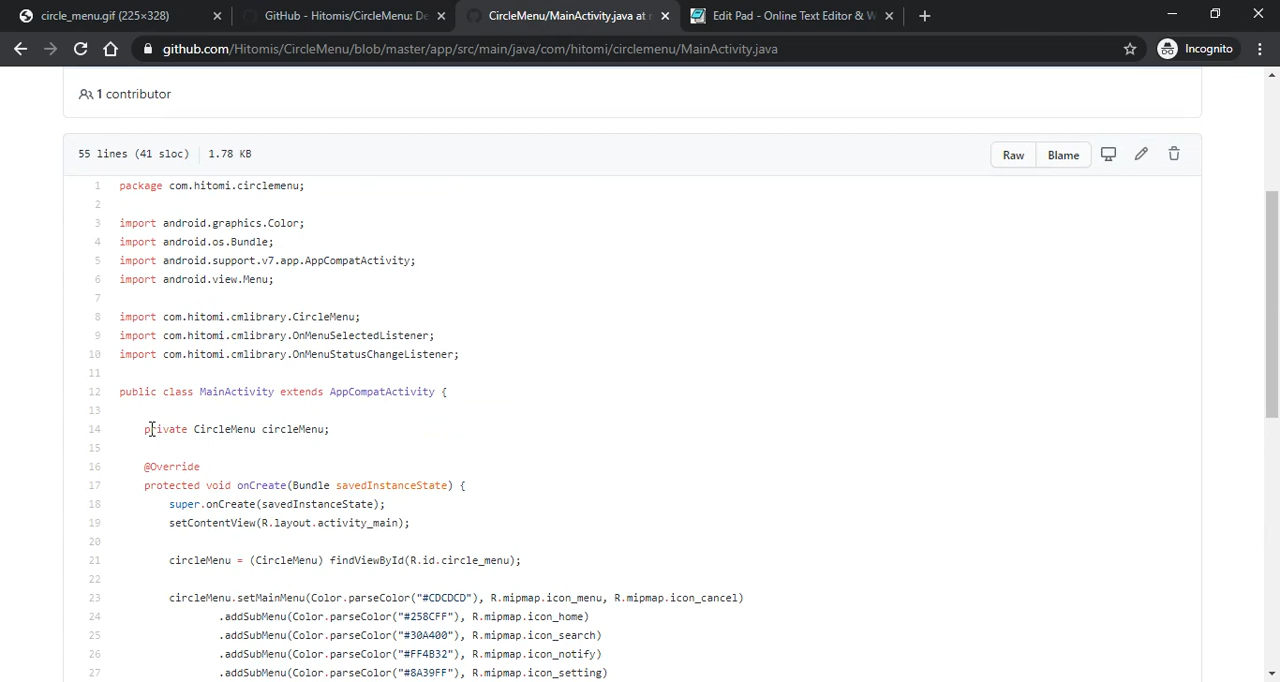 circle_menu.gif (225×328)
GitHub - Hitomis/CircleMenu: De
CircleMenu/MainActivity.java at
Edit Pad - Online Text Editor & W
github.com/Hitomis/CircleMenu/blob/master/app/src/main/java/com/hitomi/circlemenu/MainActivity.java
Incognito
1 contributor
55 lines (41 sloc) 1.78 KB
Raw Blame
1 package com.hitomi.circlemenu;
2
3 import android.graphics.Color;
4 import android.os.Bundle;
5 import android.support.v7.app.AppCompatActivity;
6 import android.view.Menu;
7
8 import com.hitomi.cmlibrary.CircleMenu;
9 import com.hitomi.cmlibrary.OnMenuSelectedListener;
10 import com.hitomi.cmlibrary.OnMenuStatusChangeListener;
11
12 public class MainActivity extends AppCompatActivity {
13
14 private CircleMenu circleMenu;
15
16 @Override
17 protected void onCreate(Bundle savedInstanceState) {
18 super.onCreate(savedInstanceState);
19 setContentView(R.layout.activity_main);
20
21 circleMenu = (CircleMenu) findViewById(R.id.circle_menu);
22
23 circleMenu.setMainMenu(Color.parseColor("#CDCDCD"), R.mipmap.icon_menu, R.mipmap.icon_cancel)
24 .addSubMenu(Color.parseColor("#258CFF"), R.mipmap.icon_home)
25 .addSubMenu(Color.parseColor("#30A400"), R.mipmap.icon_search)
26 .addSubMenu(Color.parseColor("#FF4B32"), R.mipmap.icon_notify)
27 .addSubMenu(Color.parseColor("#8A39FF"), R.mipmap.icon_setting)